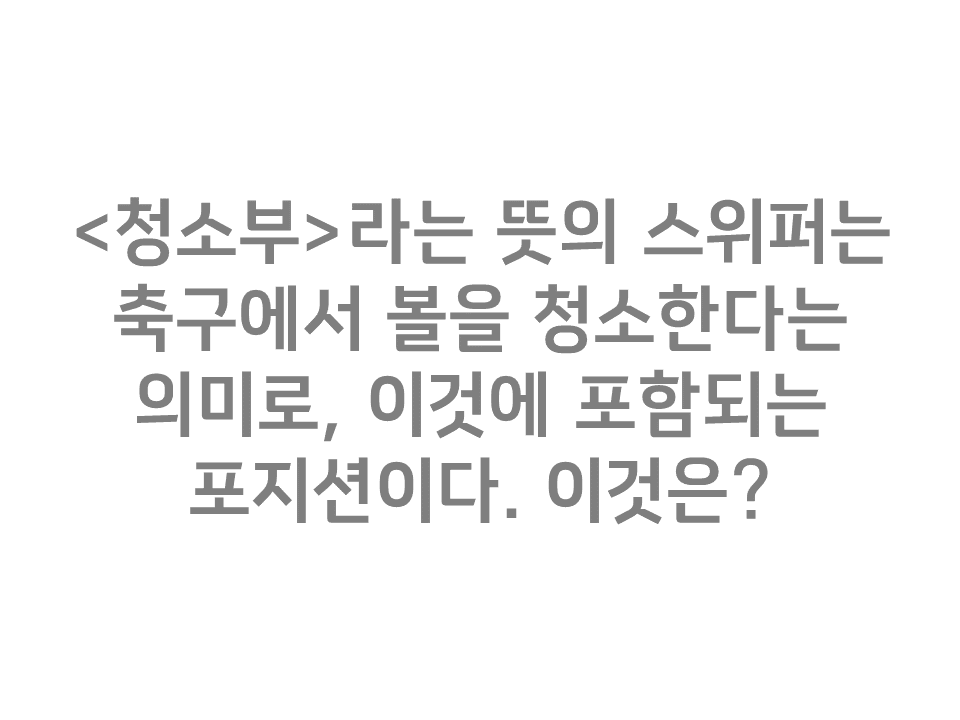 <청소부>라는 뜻의 스위퍼는
축구에서 볼을 청소한다는
의미로, 이것에 포함되는
포지션이다. 이것은?